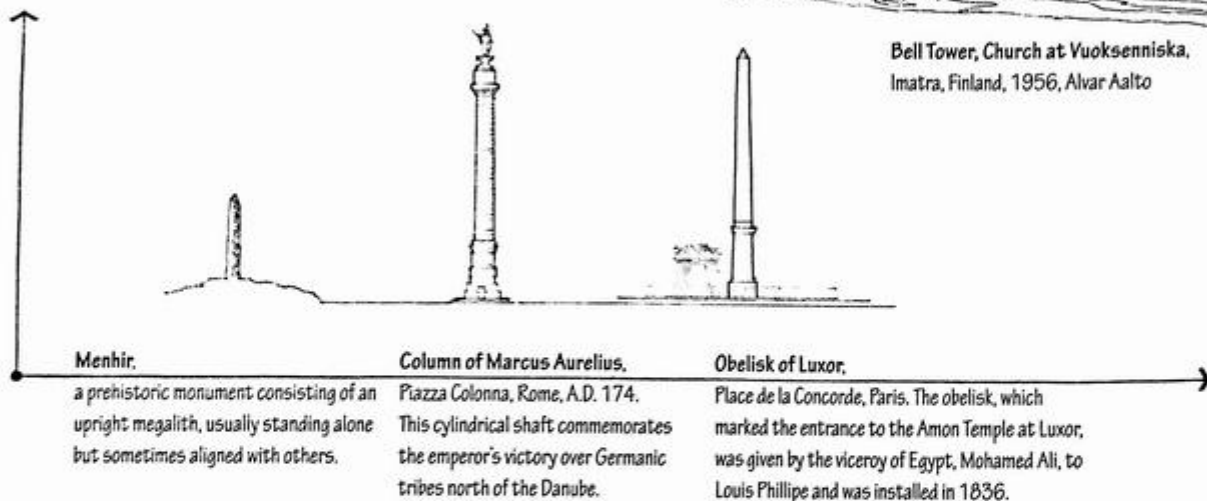 Bell Tower, Church at Vuoksenniska,
Imatra, Finland, 1956, Alvar Aalto
Menhir,
a prehistoric monument consisting of an
upright megalith, usually standing alone
but sometimes aligned with others.
Column of Marcus Aurelius,
Piazza Colonna, Rome, A.D. 174.
This cylindrical shaft commemorates
the emperor's victory over Germanic
tribes north of the Danube.
Obelisk of Luxor,
Place de la Concorde, Paris. The obelisk, which
marked the entrance to the Amon Temple at Luxor,
was given by the viceroy of Egypt, Mohamed Ali, to
Louis Phillipe and was installed in 1836.